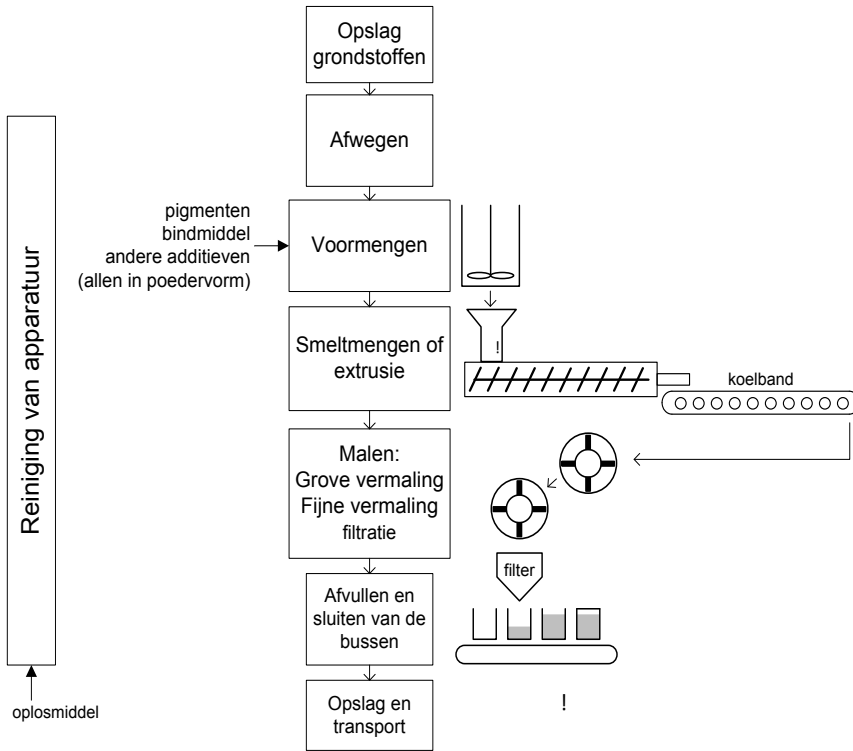 Opslag
grondstoffen
Afwegen
pigmenten
bindmiddel
andere additieven
(allen in poedervorm)
Voormengen
Smeltmengen of
extrusie
!
koelband
Malen:
Grove vermaling
Fijne vermaling
filtratie
filter
Afvullen en
sluiten van de
bussen
Opslag en
transport
!
Reiniging van apparatuur
oplosmiddel